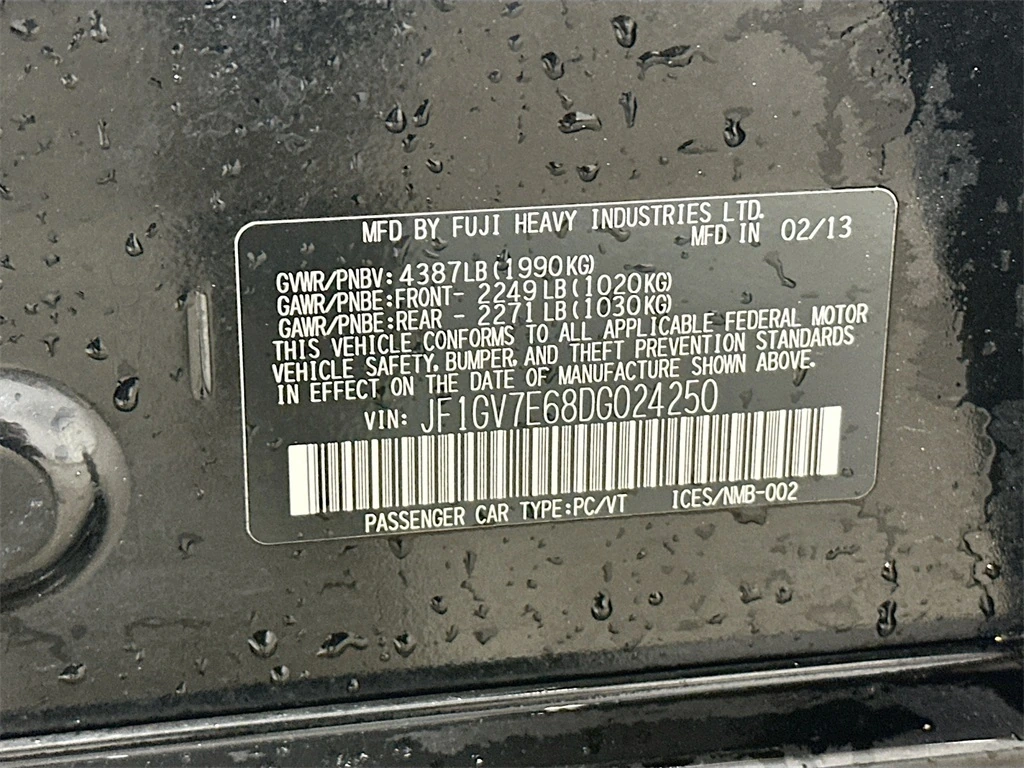 MFD BY FUJI HEAVY INDUSTRIES LTD.
MFD IN 02/13
GVWR/PNBV: 4387LB(1990KG)
GAWR/PNBE:FRONT- 2249LB(1020KG)
GAWR/PNBE:REAR - 2271LB(1030KG)
THIS VEHICLE CONFORMS TO ALL APPLICABLE FEDERAL MOTOR
VEHICLE SAFETY, BUMPER, AND THEFT PREVENTION STANDARDS
IN EFFECT ON THE DATE OF MANUFACTURE SHOWN ABOVE.
VIN: JF1GV7E68DG024250
PASSENGER CAR TYPE:PC/VT ICES/NMB-002